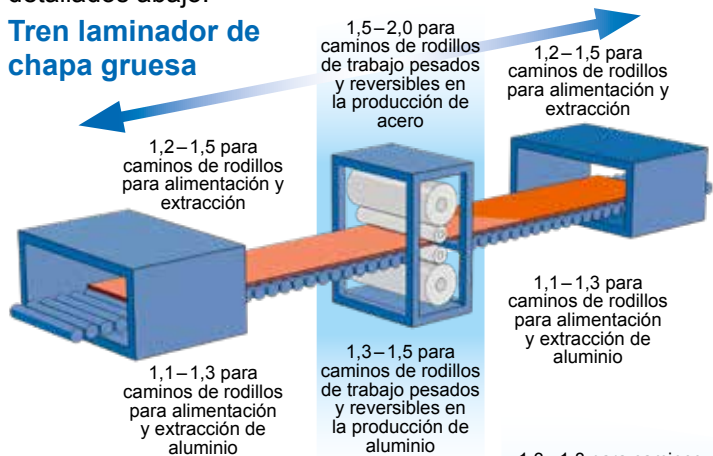 detallados abajo.
Tren laminador de
chapa gruesa
1,5–2,0 para
caminos de rodillos
de trabajo pesados
y reversibles en
la producción de
acero
1,2–1,5 para
caminos de rodillos
para alimentación y
extracción
1,2–1,5 para
caminos de rodillos
para alimentación y
extracción
1,1–1,3 para
caminos de rodillos
para alimentación
y extracción de
aluminio
1,3–1,5 para
caminos de rodillos
de trabajo pesados
y reversibles en
la producción de
aluminio
1,1–1,3 para
caminos de rodillos
para alimentación
y extracción de
aluminio
para caminos